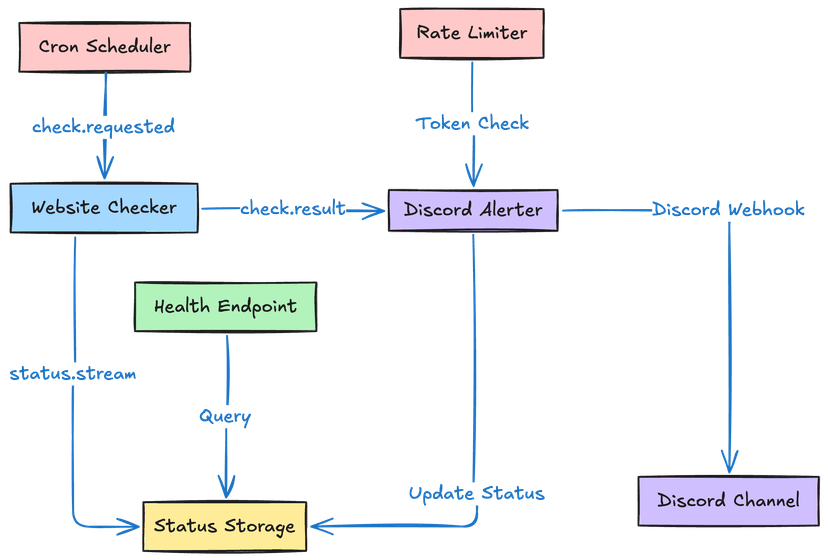 Cron Scheduler
Rate Limiter
check.requested
Token Check
Website Checker
check.result
Discord Alerter
Discord Webhook
Health Endpoint
status.stream
Query
Update Status
Discord Channel
Status Storage